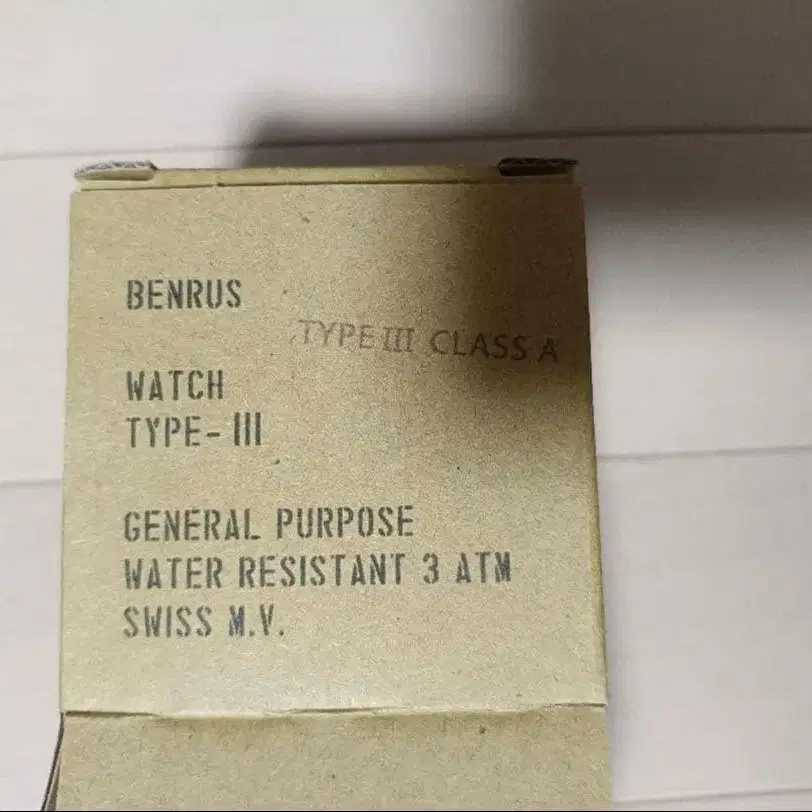 BENRUS
TYPE III CLASS A
WATCH
TYPE-III
GENERAL PURPOSE
WATER RESISTANT 3 ATM
SWISS M.V.